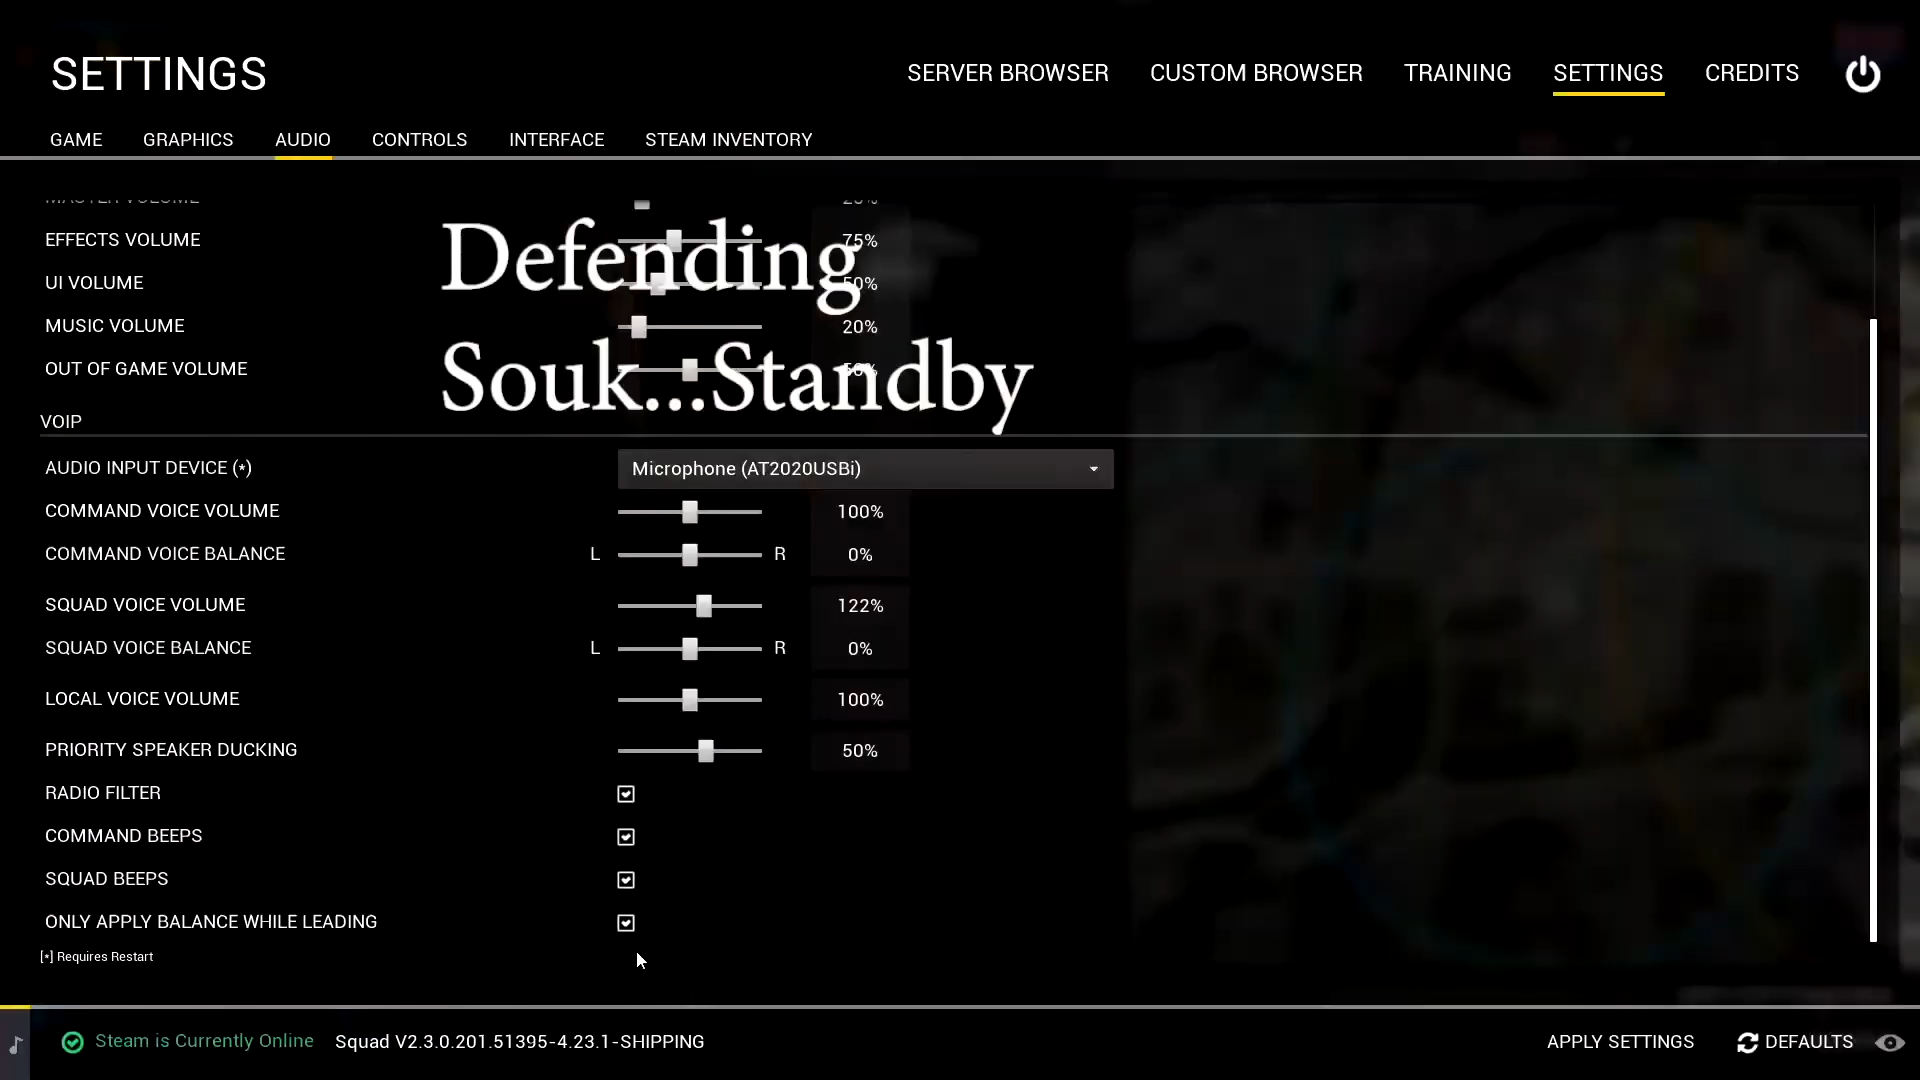 SETTINGS
SERVER BROWSER CUSTOM BROWSER TRAINING SETTINGS CREDITS
GAME GRAPHICS AUDIO CONTROLS INTERFACE STEAM INVENTORY
EFFECTS VOLUME 75%
Defending
UI VOLUME 50%
MUSIC VOLUME 20%
OUT OF GAME VOLUME
Souk...Standby
VOIP
AUDIO INPUT DEVICE (*) Microphone (AT2020USBi)
COMMAND VOICE VOLUME 100%
COMMAND VOICE BALANCE L R 0%
SQUAD VOICE VOLUME 122%
SQUAD VOICE BALANCE L R 0%
LOCAL VOICE VOLUME 100%
PRIORITY SPEAKER DUCKING 50%
RADIO FILTER
COMMAND BEEPS
SQUAD BEEPS
ONLY APPLY BALANCE WHILE LEADING
[*] Requires Restart
Steam is Currently Online Squad V2.3.0.201.51395-4.23.1-SHIPPING
APPLY SETTINGS DEFAULTS